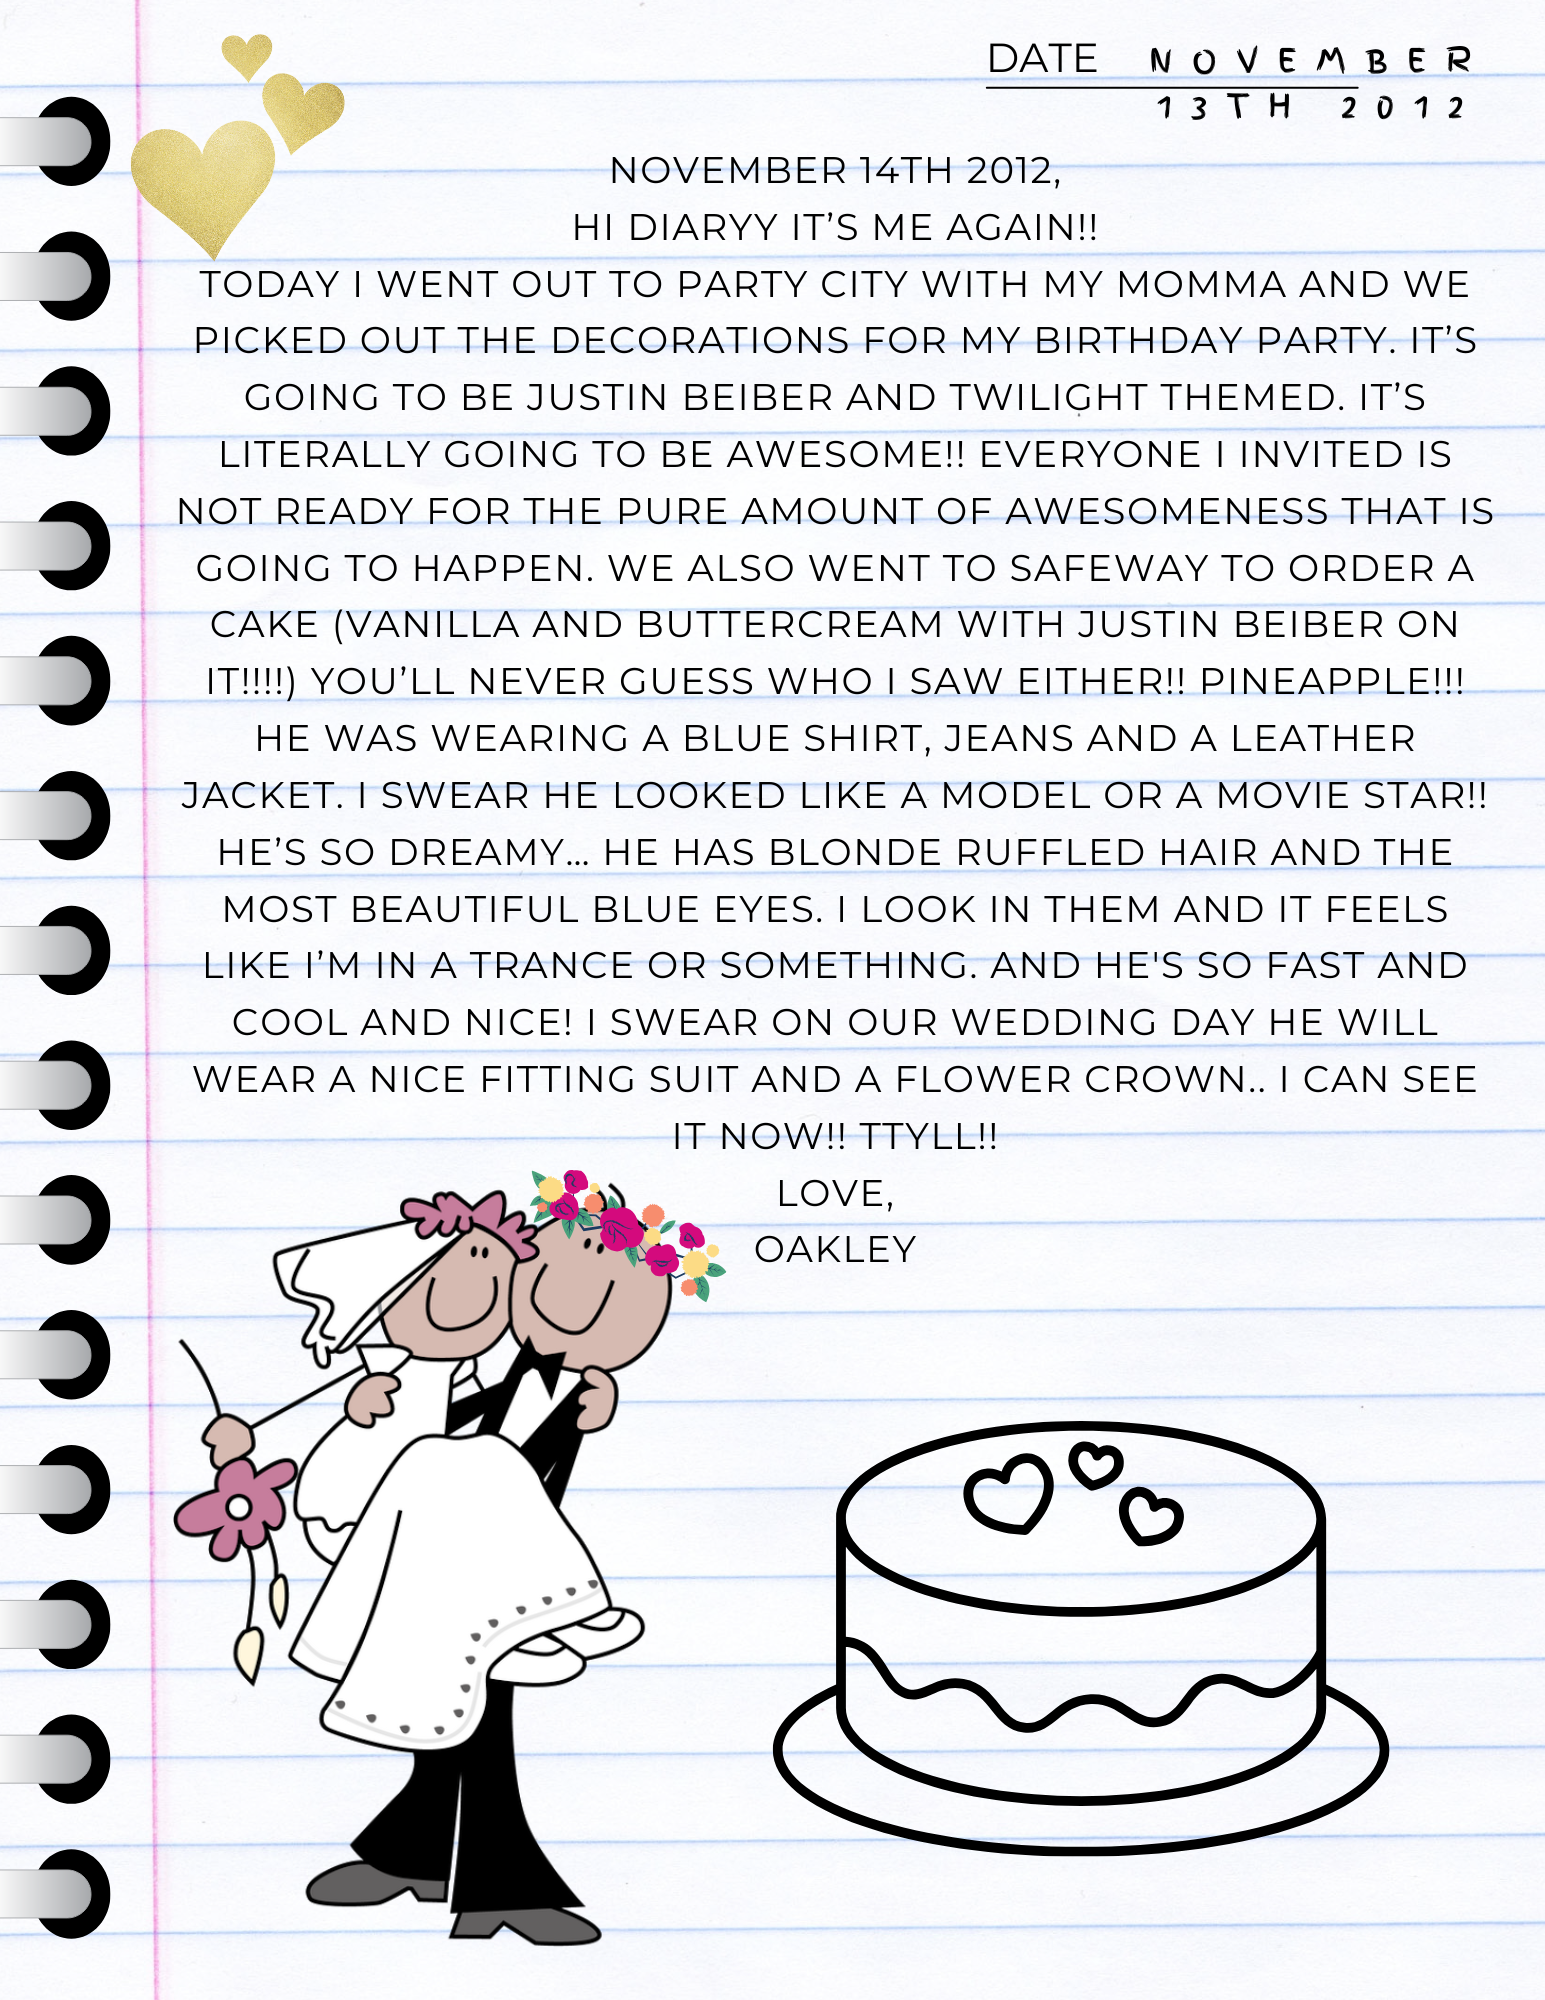 DATE NOVEMBER
13TH 2012
NOVEMBER 14TH 2012,
HI DIARYY IT’S ME AGAIN!!
TODAY I WENT OUT TO PARTY CITY WITH MY MOMMA AND WE
PICKED OUT THE DECORATIONS FOR MY BIRTHDAY PARTY. IT’S
GOING TO BE JUSTIN BEIBER AND TWILIGHT THEMED. IT’S
LITERALLY GOING TO BE AWESOME!! EVERYONE I INVITED IS
NOT READY FOR THE PURE AMOUNT OF AWESOMENESS THAT IS
GOING TO HAPPEN. WE ALSO WENT TO SAFEWAY TO ORDER A
CAKE (VANILLA AND BUTTERCREAM WITH JUSTIN BEIBER ON
IT!!!!) YOU’LL NEVER GUESS WHO I SAW EITHER!! PINEAPPLE!!!
HE WAS WEARING A BLUE SHIRT, JEANS AND A LEATHER
JACKET. I SWEAR HE LOOKED LIKE A MODEL OR A MOVIE STAR!!
HE’S SO DREAMY... HE HAS BLONDE RUFFLED HAIR AND THE
MOST BEAUTIFUL BLUE EYES. I LOOK IN THEM AND IT FEELS
LIKE I’M IN A TRANCE OR SOMETHING. AND HE'S SO FAST AND
COOL AND NICE! I SWEAR ON OUR WEDDING DAY HE WILL
WEAR A NICE FITTING SUIT AND A FLOWER CROWN.. I CAN SEE
IT NOW!! TTYLL!!
LOVE,
OAKLEY